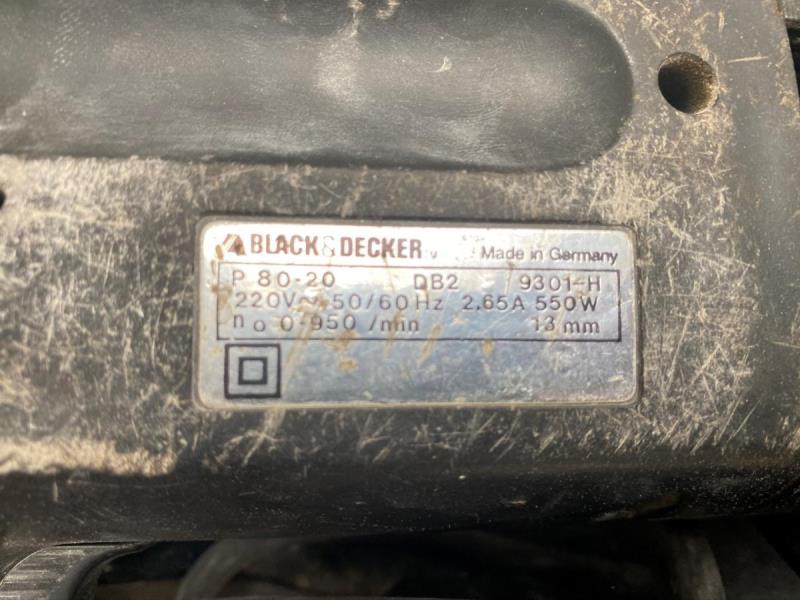 BLACK&DECKER Made in Germany
P 80-20 DB2 9301-H
220V~ 50/60 Hz 2,65A 550W
no 0-950 /min 13 mm